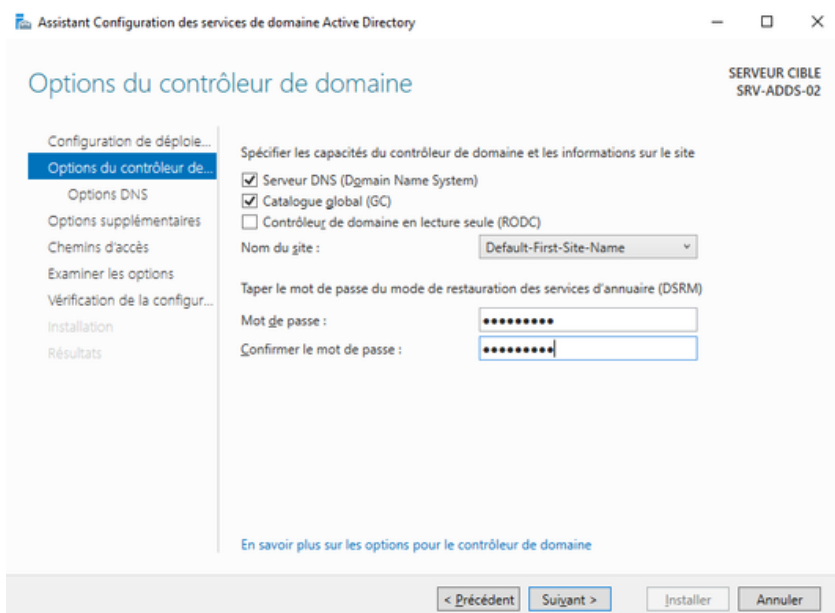 Assistant Configuration des services de domaine Active Directory
Options du contrôleur de domaine
SERVEUR CIBLE
SRV-ADDS-02
Configuration de déploie...
Options du contrôleur de...
Options DNS
Options supplémentaires
Chemins d'accès
Examiner les options
Vérification de la configur...
Installation
Résultats
Spécifier les capacités du contrôleur de domaine et les informations sur le site
Serveur DNS (Domain Name System)
Catalogue global (GC)
Contrôleur de domaine en lecture seule (RODC)
Nom du site : Default-First-Site-Name
Taper le mot de passe du mode de restauration des services d'annuaire (DSRM)
Mot de passe : •••••••••
Confirmer le mot de passe : •••••••••
En savoir plus sur les options pour le contrôleur de domaine
< Précédent Suivant > Installer Annuler